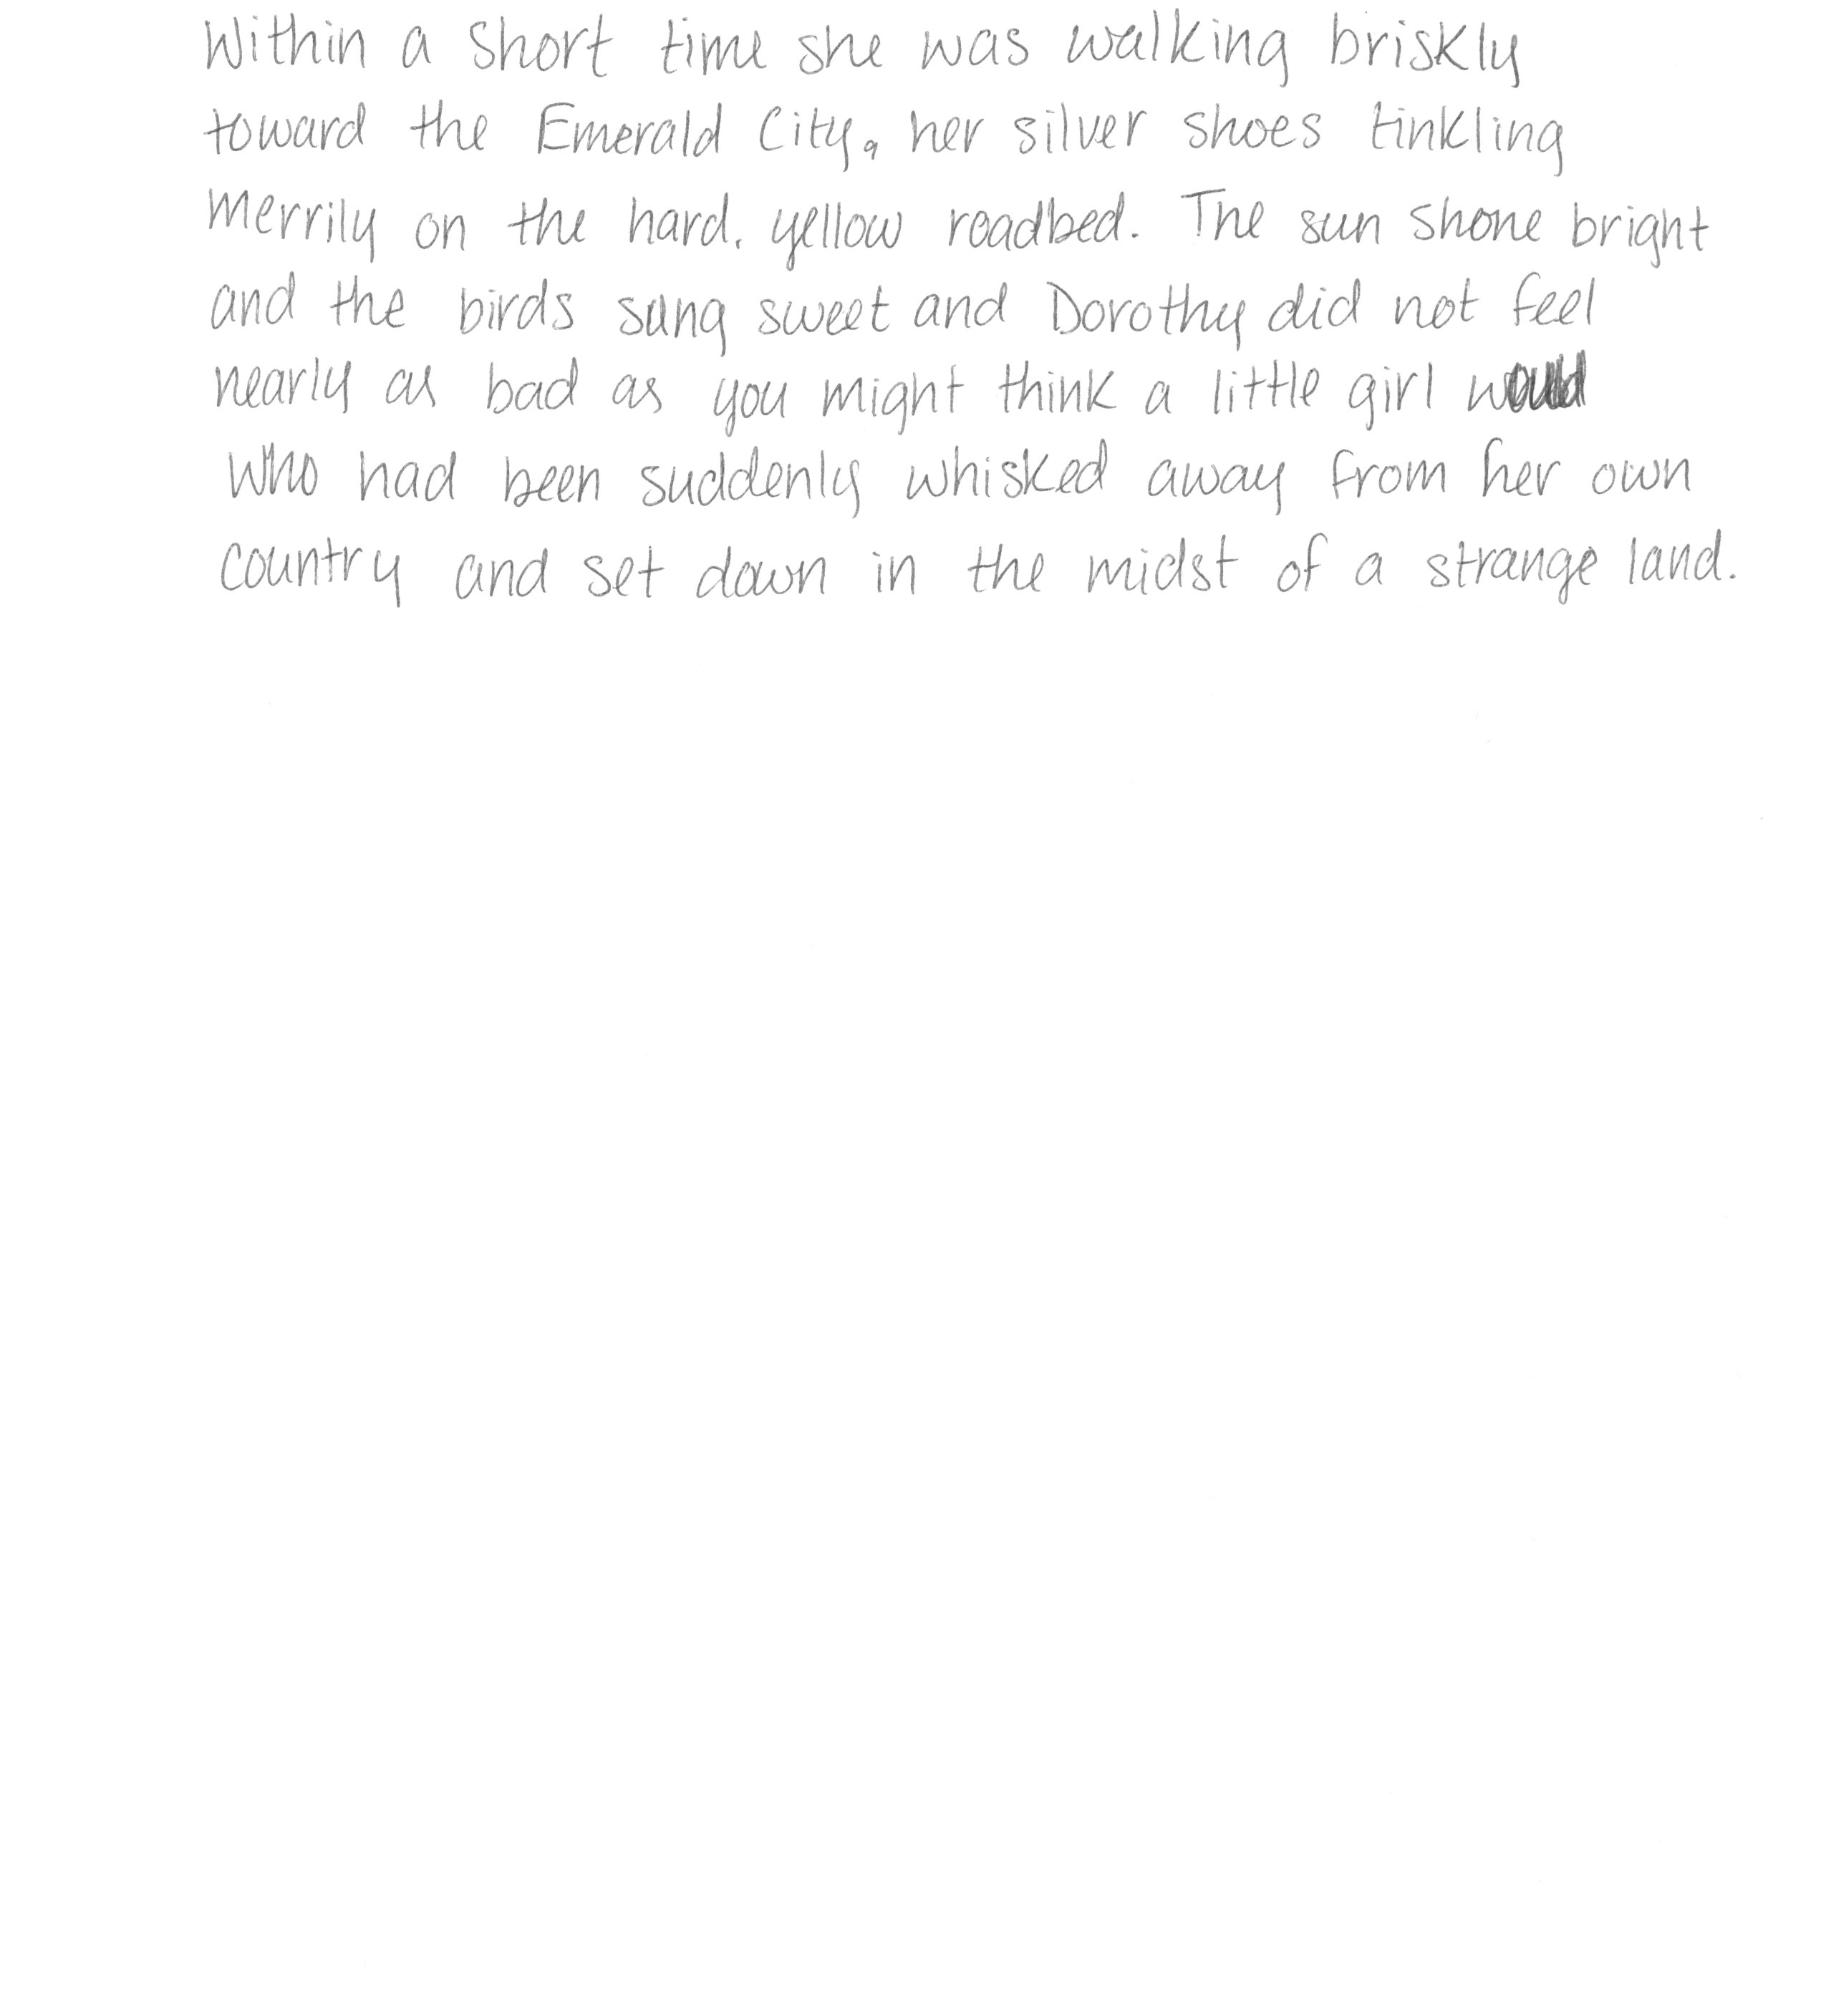 Within a short time she was walking briskly
toward the Emerald City, her silver shoes tinkling
merrily on the hard, yellow roadbed. The sun shone bright
and the birds sang sweet and Dorothy did not feel
nearly as bad as you might think a little girl would
who had been suddenly whisked away from her own
country and set down in the midst of a strange land.